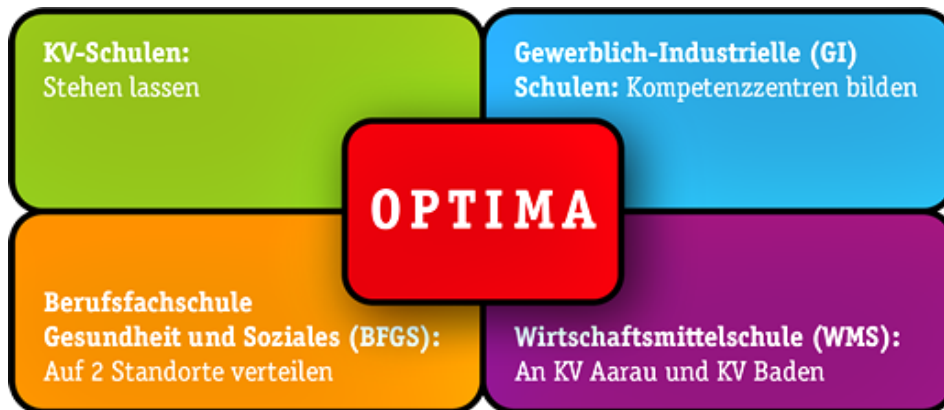 KV-Schulen:
Stehen lassen
Gewerblich-Industrielle (GI)
Schulen: Kompetenzzentren bilden
OPTIMA
Berufsfachschule
Gesundheit und Soziales (BFGS):
Auf 2 Standorte verteilen
Wirtschaftsmittelschule (WMS):
An KV Aarau und KV Baden